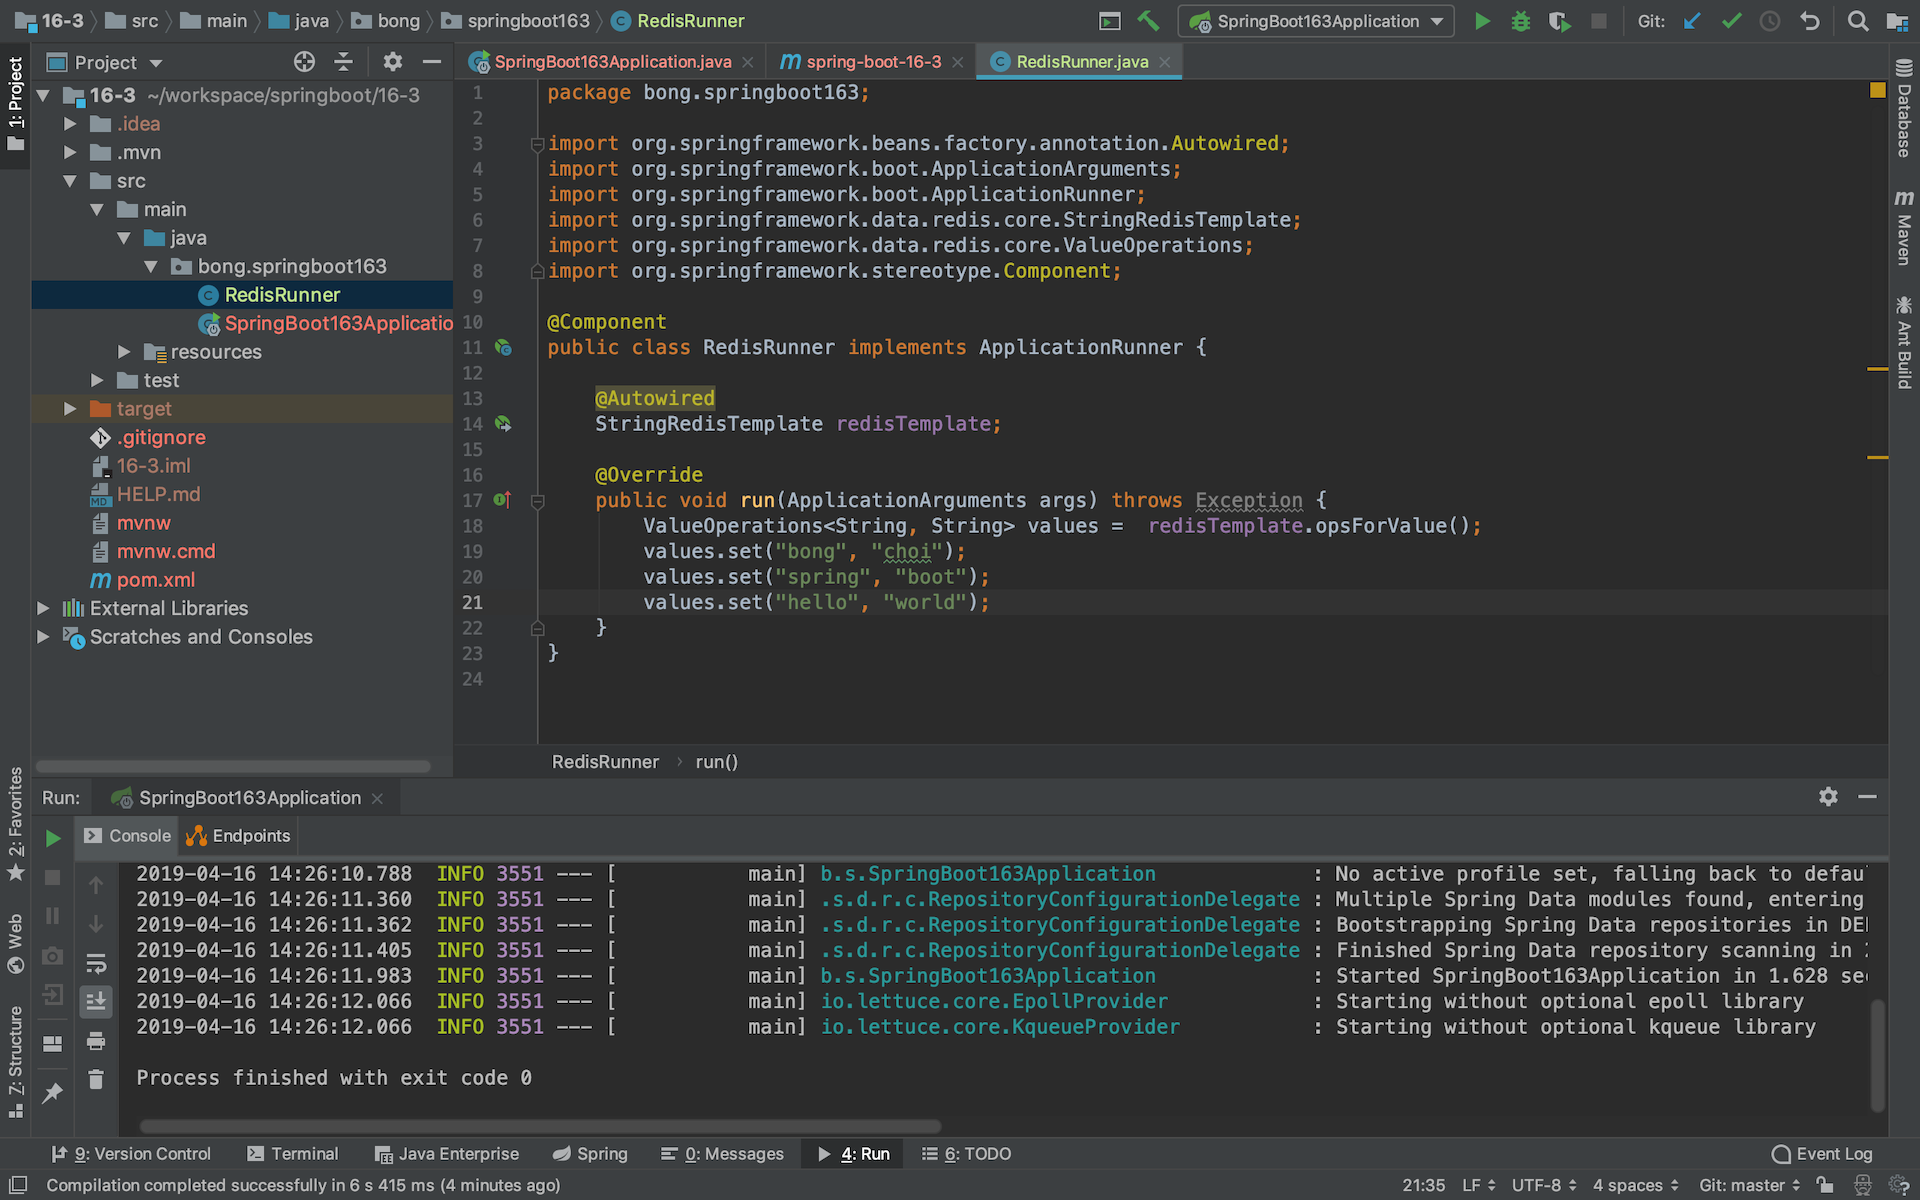 16-3 src main java bong springboot163 RedisRunner SpringBoot163Application Git:
1: Project
Project
16-3 ~/workspace/springboot/16-3
.idea
.mvn
src
main
java
bong.springboot163
RedisRunner
SpringBoot163Applicatio
resources
test
target
.gitignore
16-3.iml
HELP.md
mvnw
mvnw.cmd
pom.xml
External Libraries
Scratches and Consoles
SpringBoot163Application.java spring-boot-16-3 RedisRunner.java
1 package bong.springboot163;
2
3 import org.springframework.beans.factory.annotation.Autowired;
4 import org.springframework.boot.ApplicationArguments;
5 import org.springframework.boot.ApplicationRunner;
6 import org.springframework.data.redis.core.StringRedisTemplate;
7 import org.springframework.data.redis.core.ValueOperations;
8 import org.springframework.stereotype.Component;
9
10 @Component
11 public class RedisRunner implements ApplicationRunner {
12
13 @Autowired
14 StringRedisTemplate redisTemplate;
15
16 @Override
17 public void run(ApplicationArguments args) throws Exception {
18 ValueOperations<String, String> values =  redisTemplate.opsForValue();
19 values.set("bong", "choi");
20 values.set("spring", "boot");
21 values.set("hello", "world");
22 }
23 }
24
RedisRunner › run()
Database
Maven
Ant Build
2: Favorites
Web
Z: Structure
Run: SpringBoot163Application
Console Endpoints
2019-04-16 14:26:10.788  INFO 3551 --- [           main] b.s.SpringBoot163Application             : No active profile set, falling back to defau
2019-04-16 14:26:11.360  INFO 3551 --- [           main] .s.d.r.c.RepositoryConfigurationDelegate : Multiple Spring Data modules found, entering
2019-04-16 14:26:11.362  INFO 3551 --- [           main] .s.d.r.c.RepositoryConfigurationDelegate : Bootstrapping Spring Data repositories in DE
2019-04-16 14:26:11.405  INFO 3551 --- [           main] .s.d.r.c.RepositoryConfigurationDelegate : Finished Spring Data repository scanning in
2019-04-16 14:26:11.983  INFO 3551 --- [           main] b.s.SpringBoot163Application             : Started SpringBoot163Application in 1.628 se
2019-04-16 14:26:12.066  INFO 3551 --- [           main] io.lettuce.core.EpollProvider            : Starting without optional epoll library
2019-04-16 14:26:12.066  INFO 3551 --- [           main] io.lettuce.core.KqueueProvider           : Starting without optional kqueue library
Process finished with exit code 0
9: Version Control Terminal Java Enterprise Spring 0: Messages 4: Run 6: TODO Event Log
Compilation completed successfully in 6 s 415 ms (4 minutes ago) 21:35 LF UTF-8 4 spaces Git: master